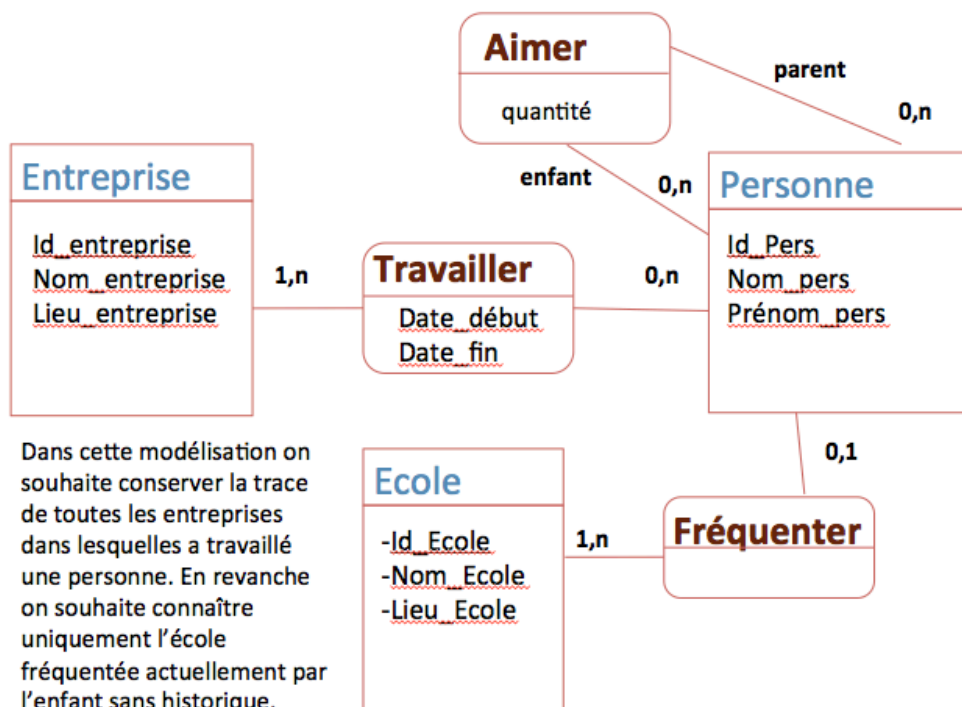 Aimer
quantité
parent
0,n
enfant
0,n
Entreprise
Id_entreprise
Nom_entreprise
Lieu_entreprise
1,n
Travailler
Date_début
Date_fin
0,n
Personne
Id_Pers
Nom_pers
Prénom_pers
0,1
Dans cette modélisation on
souhaite conserver la trace
de toutes les entreprises
dans lesquelles a travaillé
une personne. En revanche
on souhaite connaître
uniquement l’école
fréquentée actuellement par
l’enfant sans historique.
Ecole
-Id_Ecole
-Nom_Ecole
-Lieu_Ecole
1,n
Fréquenter